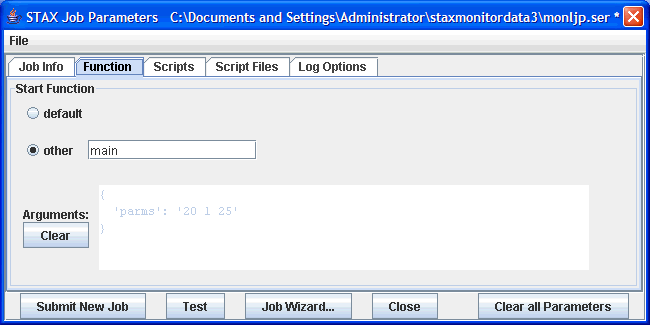 STAX Job Parameters C:\Documents and Settings\Administrator\staxmonitordata3\monljp.ser *
File
Job Info Function Scripts Script Files Log Options
Start Function
default
other main
Arguments:
{
'parms': '20 1 25'
}
Clear
Submit New Job Test Job Wizard... Close Clear all Parameters